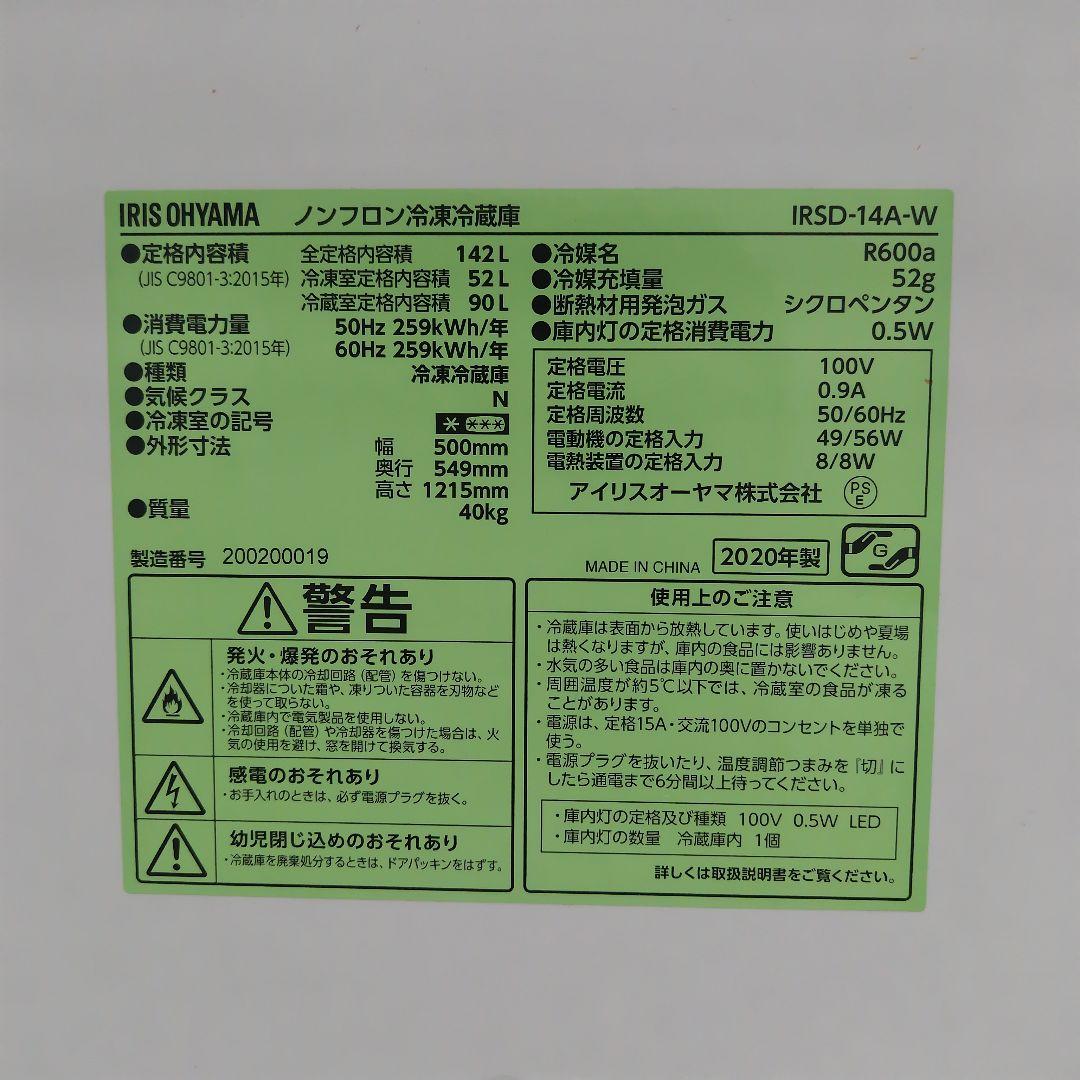 IRIS OHYAMA ノンフロン冷凍冷蔵庫 IRSD-14A-W
●定格内容積 全定格内容積 142L
(JIS C9801-3:2015年) 冷凍室定格内容積 52L
冷蔵室定格内容積 90L
●消費電力量 50Hz 259kWh/年
(JIS C9801-3:2015年) 60Hz 259kWh/年
●種類 冷凍冷蔵庫
●気候クラス N
●冷凍室の記号
●外形寸法 幅 500mm
奥行 549mm
高さ 1215mm
●質量 40kg
●冷媒名 R600a
●冷媒充填量 52g
●断熱材用発泡ガス シクロペンタン
●庫内灯の定格消費電力 0.5W
定格電圧 100V
定格電流 0.9A
定格周波数 50/60Hz
電動機の定格入力 49/56W
電熱装置の定格入力 8/8W
アイリスオーヤマ株式会社 PS E
製造番号 200200019
MADE IN CHINA 2020年製 G
警告
発火・爆発のおそれあり
・冷蔵庫本体の冷却回路(配管)を傷つけない。
・冷却器についた霜や、凍りついた容器を刃物など
を使って取らない。
・冷蔵庫内で電気製品を使用しない。
・冷却回路(配管)や冷却器を傷つけた場合は、火
気の使用を避け、窓を開けて換気する。
感電のおそれあり
・お手入れのときは、必ず電源プラグを抜く。
幼児閉じ込めのおそれあり
・冷蔵庫を廃棄処分するときは、ドアパッキンをはずす。
使用上のご注意
・冷蔵庫は表面から放熱しています。使いはじめや夏場
は熱くなりますが、庫内の食品には影響ありません。
・水気の多い食品は庫内の奥に置かないでください。
・周囲温度が約5℃以下では、冷蔵室の食品が凍る
ことがあります。
・電源は、定格15A・交流100Vのコンセントを単独で
使う。
・電源プラグを抜いたり、温度調節つまみを『切』に
したら通電まで6分間以上待ってください。
・庫内灯の定格及び種類 100V 0.5W LED
・庫内灯の数量 冷蔵庫内 1個
詳しくは取扱説明書をご覧ください。